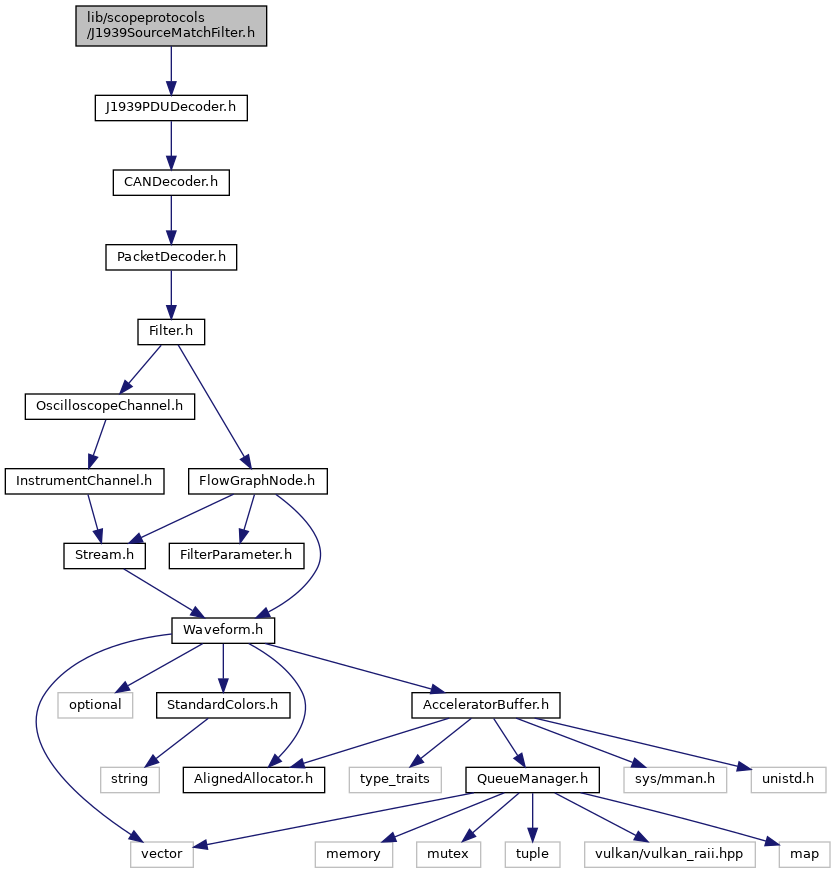 lib/scopeprotocols
/J1939SourceMatchFilter.h
J1939PDUDecoder.h
CANDecoder.h
PacketDecoder.h
Filter.h
OscilloscopeChannel.h
InstrumentChannel.h
FlowGraphNode.h
Stream.h
FilterParameter.h
Waveform.h
optional
StandardColors.h
AcceleratorBuffer.h
string
AlignedAllocator.h
type_traits
QueueManager.h
sys/mman.h
unistd.h
vector
memory
mutex
tuple
vulkan/vulkan_raii.hpp
map